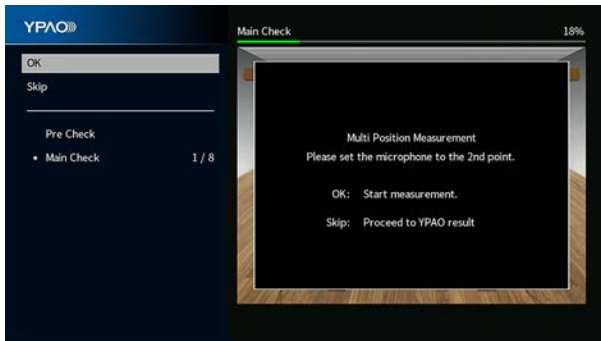 YPAO
Main Check 18%
OK
Skip
Pre Check
• Main Check 1 / 8
Multi Position Measurement
Please set the microphone to the 2nd point.
OK: Start measurement.
Skip: Proceed to YPAO result